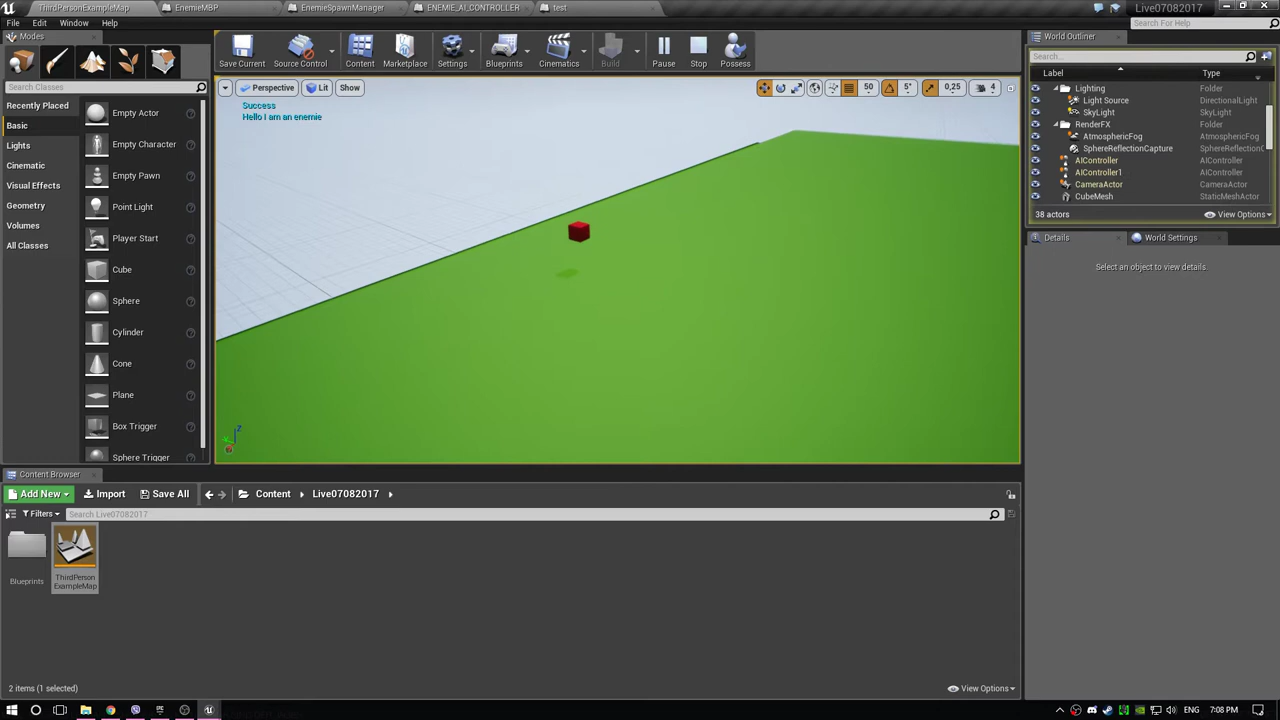 ThirdPersonExampleMap
EnemieMBP
EnemieSpawnManager
ENEMIE_AI_CONTROLLER
test
Live07082017
File Edit Window Help
Search For Help
Modes
Search Classes
Recently Placed
Basic
Lights
Cinematic
Visual Effects
Geometry
Volumes
All Classes
Empty Actor
Empty Character
Empty Pawn
Point Light
Player Start
Cube
Sphere
Cylinder
Cone
Plane
Box Trigger
Sphere Trigger
Save Current
Source Control
Content
Marketplace
Settings
Blueprints
Cinematics
Build
Pause
Stop
Possess
Perspective
Lit
Show
50
5°
0,25
4
Success
Hello I am an enemie
Z
World Outliner
Search...
Label Type
Lighting Folder
Light Source DirectionalLight
SkyLight SkyLight
RenderFX Folder
AtmosphericFog AtmosphericFog
SphereReflectionCapture SphereReflectionC
AIController AIController
AIController1 AIController
CameraActor CameraActor
CubeMesh StaticMeshActor
38 actors
View Options
Details
World Settings
Select an object to view details.
Content Browser
Add New
Import
Save All
Content
Live07082017
Filters
Search Live07082017
Blueprints
ThirdPerson
ExampleMap
2 items (1 selected)
View Options
ENG
7:08 PM